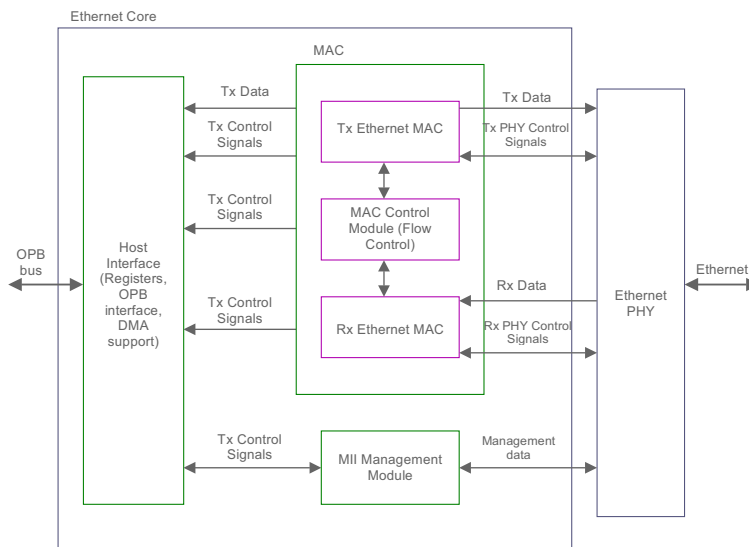 Ethernet Core
MAC
Tx Data
Tx Control
Signals
Tx Control
Signals
Tx Control
Signals
Tx Control
Signals
OPB
bus
Host
Interface
(Registers,
OPB
interface,
DMA
support)
Tx Ethernet MAC
MAC Control
Module (Flow
Control)
Rx Ethernet MAC
MII Management
Module
Tx Data
Tx PHY Control
Signals
Rx Data
Rx PHY Control
Signals
Management
data
Ethernet
PHY
Ethernet